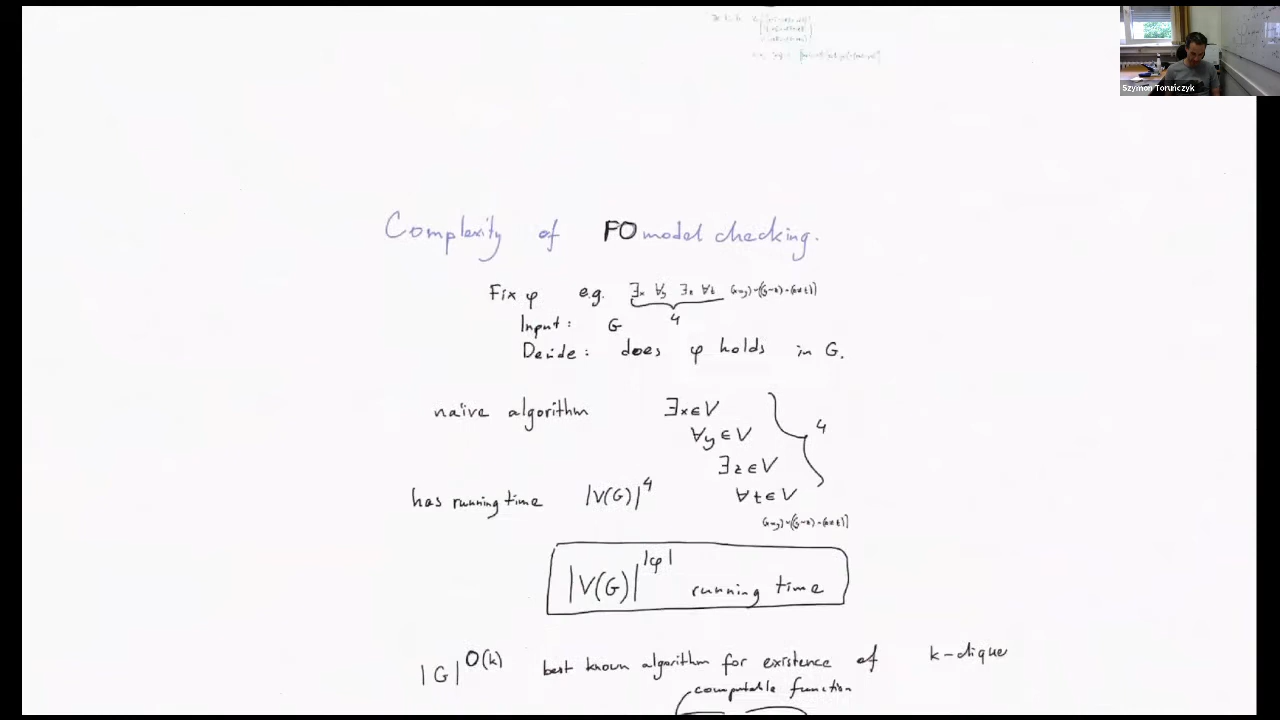 Szymon Toruńczyk
Complexity of FO model checking.
Fix φ e.g. ∃x ∀y ∃z ∀t
4
Input: G
Decide: does φ holds in G.
naïve algorithm ∃x∈V
∀y∈V
4
∃z∈V
has running time |V(G)|^4 ∀t∈V
|V(G)|^|φ| running time
|G|^O(k) best known algorithm for existence of k-clique
computable function